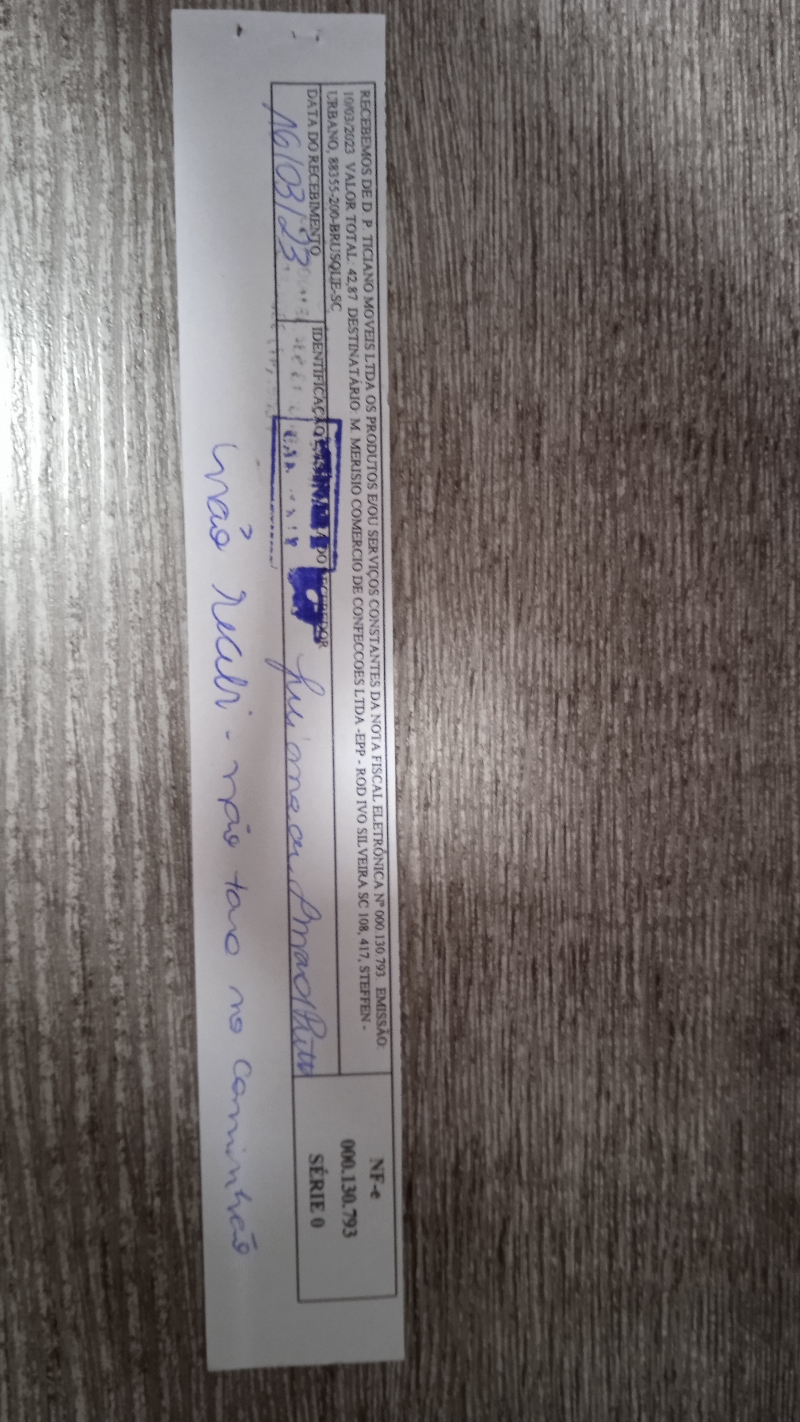 RECEBEMOS DE D P TICIANO MOVEIS LTDA OS PRODUTOS E/OU SERVIÇOS CONSTANTES DA NOTA FISCAL ELETRÔNICA Nº 000.130.793 EMISSÃO:
10/03/2023 VALOR TOTAL: 42,87 DESTINATÁRIO: M. MERISIO COMERCIO DE CONFECCOES LTDA -EPP - ROD IVO SILVEIRA SC 108, 417, STEFFEN -
URBANO, 88355-200-BRUSQUE-SC
DATA DO RECEBIMENTO
16/03/23
IDENTIFICAÇÃO
NF-e
000.130.793
SÉRIE 0
não recebi - não tava no caminhão